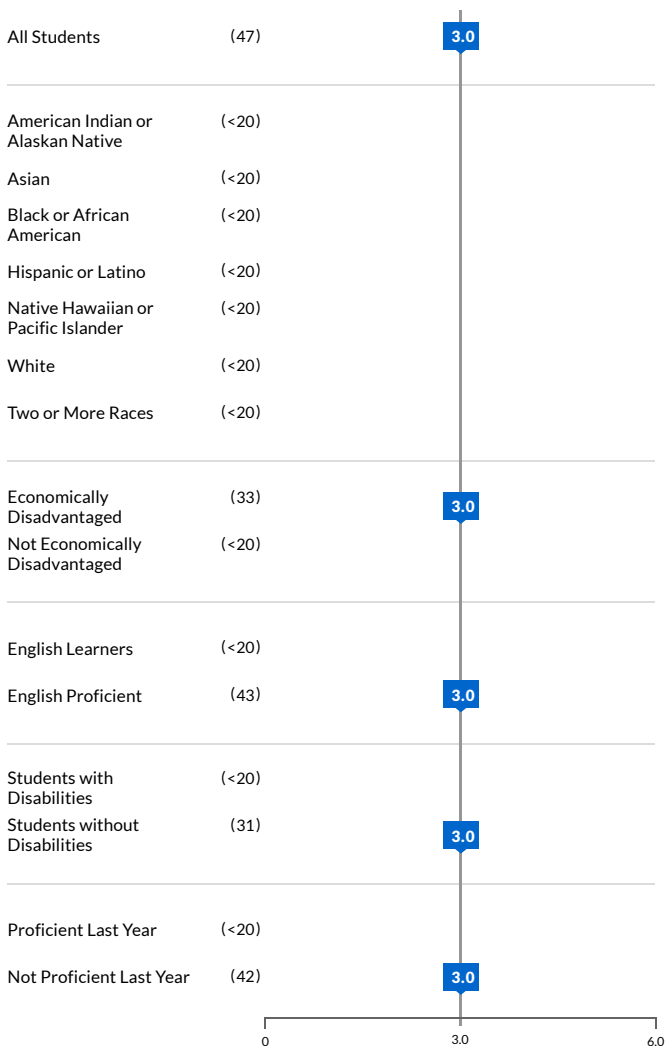 All Students (47) 3.0
American Indian or (<20)
Alaskan Native
Asian (<20)
Black or African (<20)
American
Hispanic or Latino (<20)
Native Hawaiian or (<20)
Pacific Islander
White (<20)
Two or More Races (<20)
Economically (33) 3.0
Disadvantaged
Not Economically (<20)
Disadvantaged
English Learners (<20)
English Proficient (43) 3.0
Students with (<20)
Disabilities
Students without (31) 3.0
Disabilities
Proficient Last Year (<20)
Not Proficient Last Year (42) 3.0
0 3.0 6.0